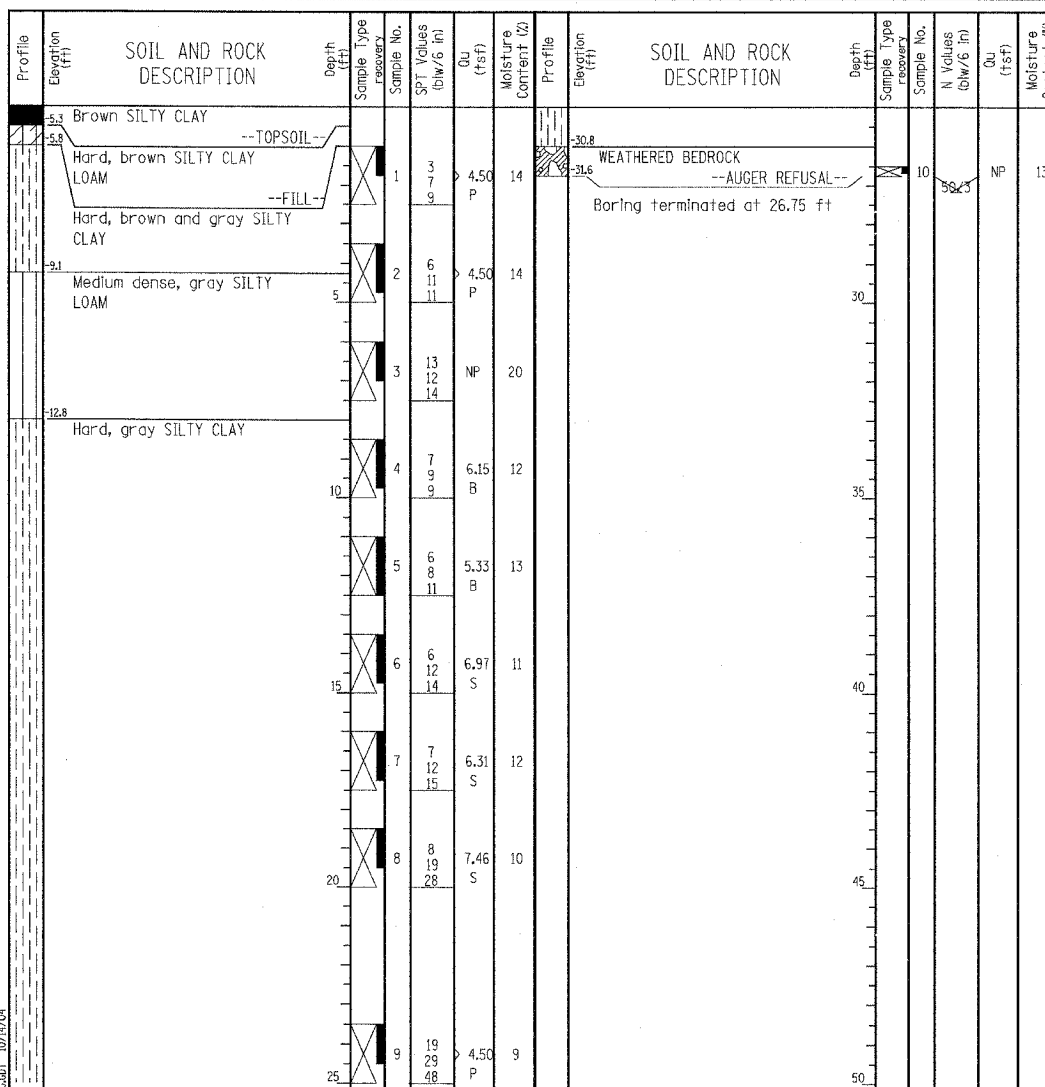 Profile
Elevation (ft)
SOIL AND ROCK DESCRIPTION
Depth (ft)
Sample Type recovery
Sample No.
SPT Values (blw/6 in)
Qu (tsf)
Moisture Content (%)
Profile
Elevation (ft)
SOIL AND ROCK DESCRIPTION
Depth (ft)
Sample Type recovery
Sample No.
N Values (blw/6 in)
Qu (tsf)
Moisture
-5.3 Brown SILTY CLAY
--TOPSOIL--
-5.8
Hard, brown SILTY CLAY
LOAM
--FILL--
Hard, brown and gray SILTY
CLAY
1 3 7 9 > 4.50 P 14
-9.1
Medium dense, gray SILTY
LOAM
2 6 11 11 > 4.50 P 14
5
3 13 12 14 NP 20
-12.8
Hard, gray SILTY CLAY
4 7 9 9 6.15 B 12
10
5 6 8 11 5.33 B 13
6 6 12 14 6.97 S 11
15
7 7 12 15 6.31 S 12
8 8 19 28 7.46 S 10
20
9 19 29 48 > 4.50 P 9
25
-30.8
WEATHERED BEDROCK
-31.6
--AUGER REFUSAL--
10 50/3 NP 13
Boring terminated at 26.75 ft
30
35
40
45
50
10/14/04